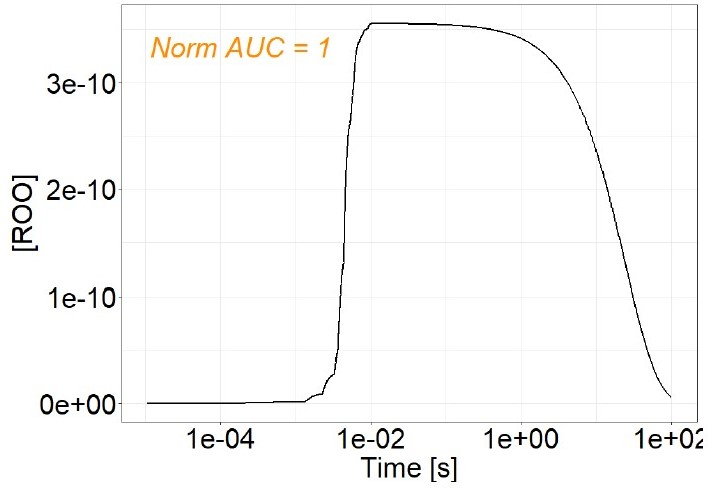 Norm AUC = 1
[ROO]
3e-10
2e-10
1e-10
0e+00
1e-04 1e-02 1e+00 1e+02
Time [s]